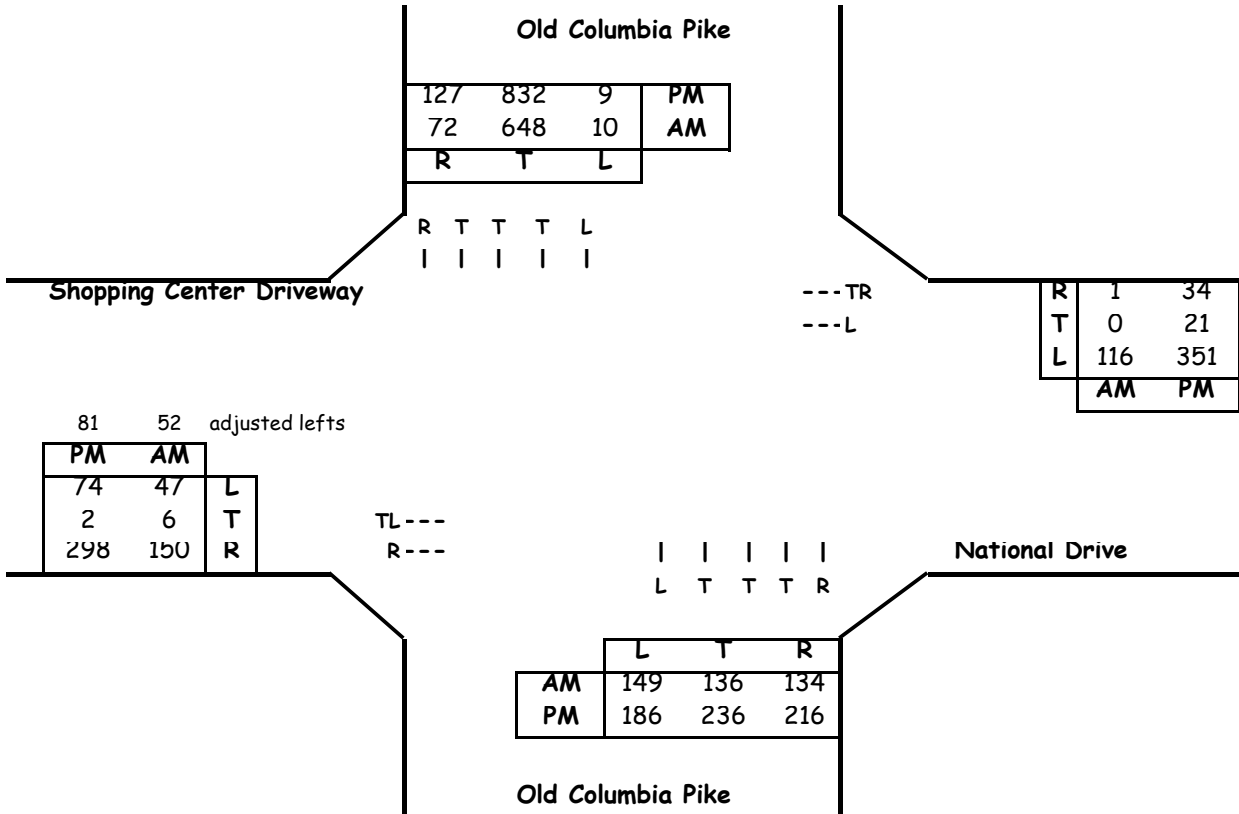 Old Columbia Pike
127 832 9 PM
72 648 10 AM
R T L
R T T T L
| | | | |
Shopping Center Driveway
---TR
---L
R 1 34
T 0 21
L 116 351
AM PM
81 52 adjusted lefts
PM AM
74 47 L
2 6 T
298 150 R
TL---
R---
| | | | |
L T T T R
National Drive
L T R
AM 149 136 134
PM 186 236 216
Old Columbia Pike